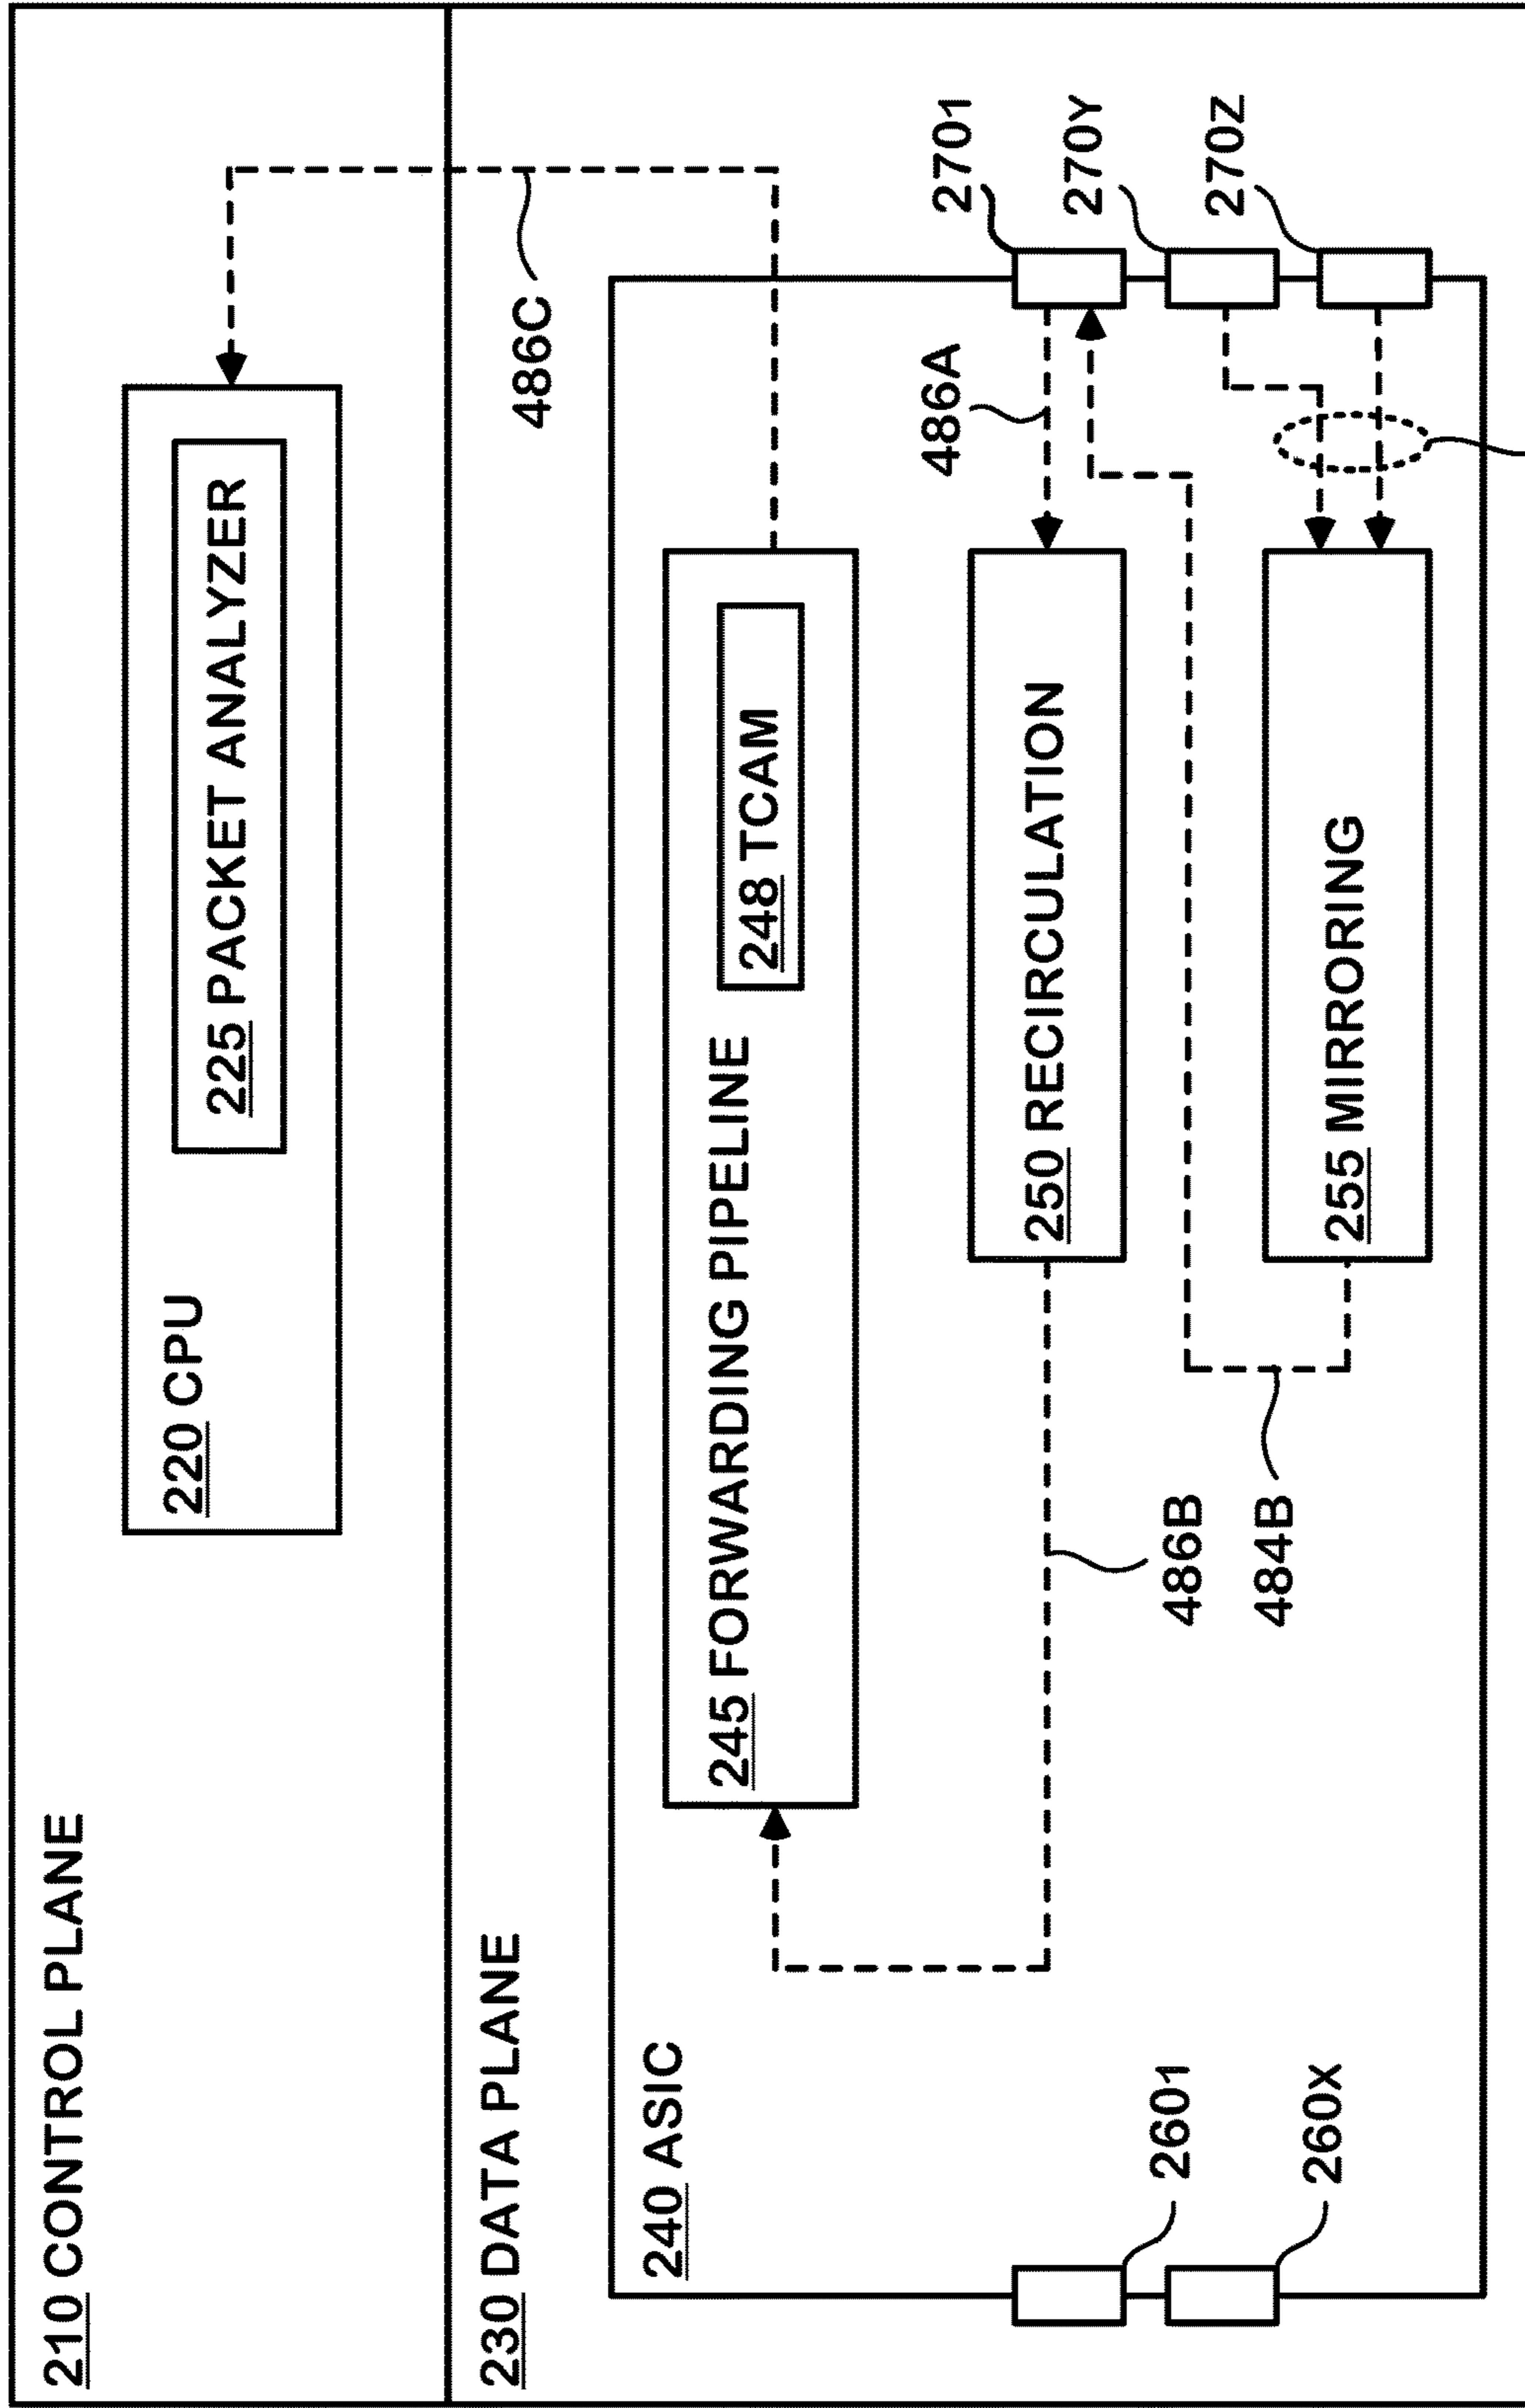 210 CONTROL PLANE
220 CPU
225 PACKET ANALYZER
486C
230 DATA PLANE
240 ASIC
245 FORWARDING PIPELINE
248 TCAM
250 RECIRCULATION
486A
255 MIRRORING
486B
484B
2601
260X
2701
270Y
270Z